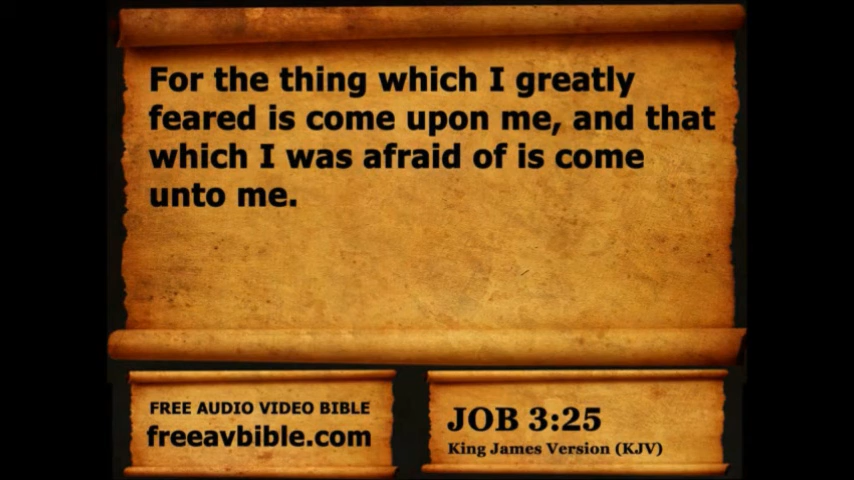 For the thing which I greatly
feared is come upon me, and that
which I was afraid of is come
unto me.
FREE AUDIO VIDEO BIBLE
freeavbible.com
JOB 3:25
King James Version (KJV)